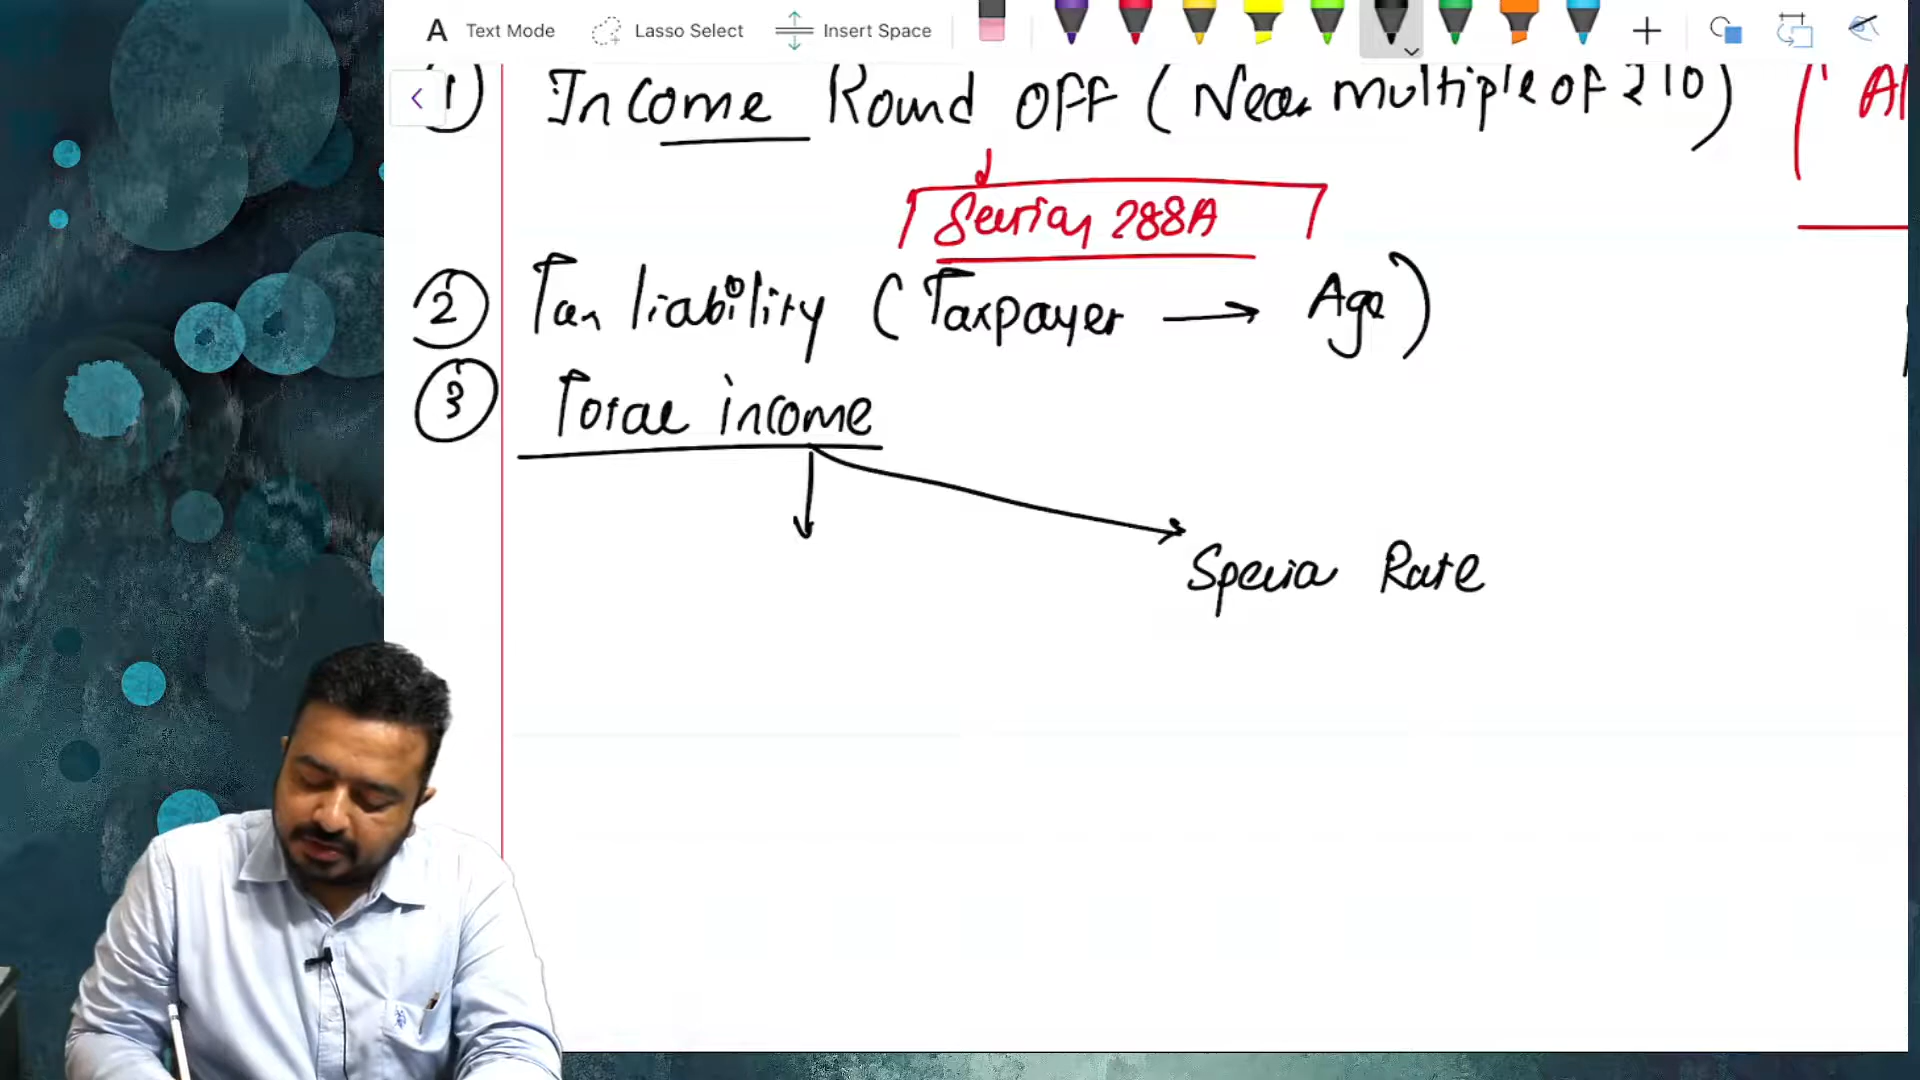 Text Mode Lasso Select Insert Space
1) Income Round Off (Near multiple of ₹10)
Section 288A
2 Tax liability (Taxpayer → Age)
3 Total income
Special Rate